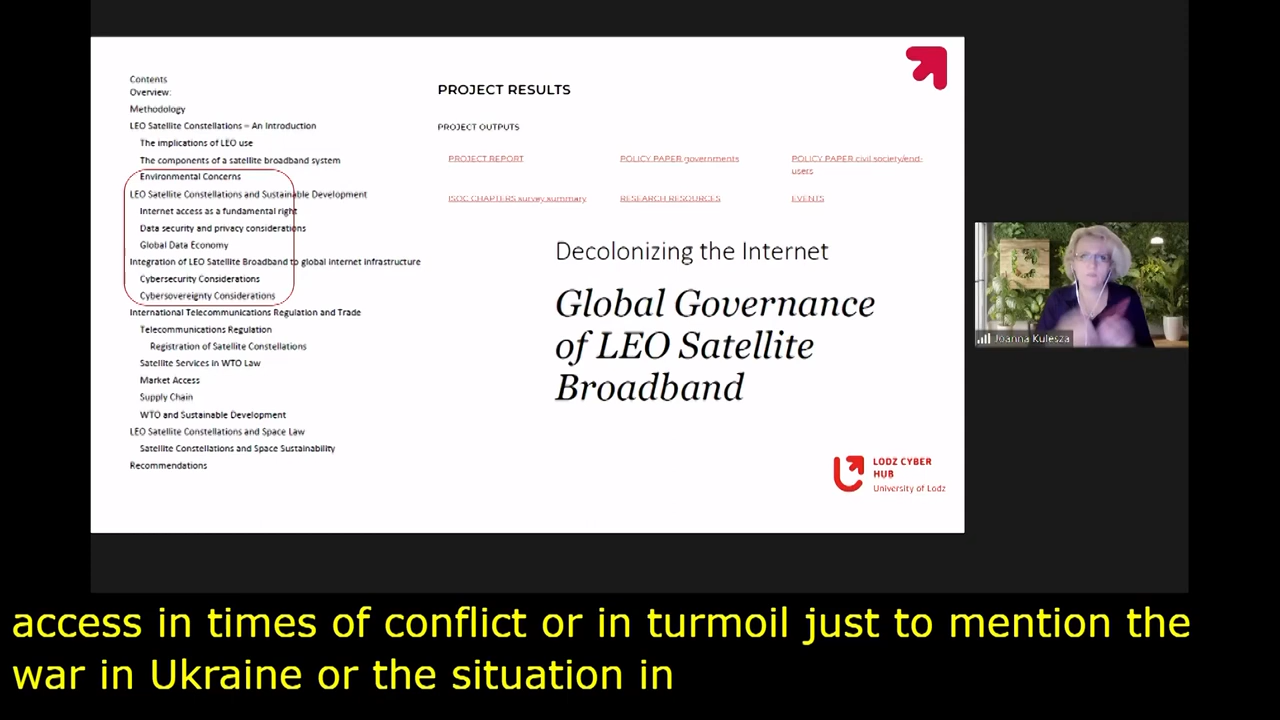 Contents
Overview:
Methodology
LEO Satellite Constellations – An Introduction
The implications of LEO use
The components of a satellite broadband system
Environmental Concerns
LEO Satellite Constellations and Sustainable Development
Internet access as a fundamental right
Data security and privacy considerations
Global Data Economy
Integration of LEO Satellite Broadband to global internet infrastructure
Cybersecurity Considerations
Cybersovereignty Considerations
International Telecommunications Regulation and Trade
Telecommunications Regulation
Registration of Satellite Constellations
Satellite Services in WTO Law
Market Access
Supply Chain
WTO and Sustainable Development
LEO Satellite Constellations and Space Law
Satellite Constellations and Space Sustainability
Recommendations
PROJECT RESULTS
PROJECT OUTPUTS
PROJECT REPORT
POLICY PAPER governments
POLICY PAPER civil society/end-
users
ISOC CHAPTERS survey summary
RESEARCH RESOURCES
EVENTS
Decolonizing the Internet
Global Governance
of LEO Satellite
Broadband
LODZ CYBER
HUB
University of Lodz
Joanna Kulesza
access in times of conflict or in turmoil just to mention the
war in Ukraine or the situation in